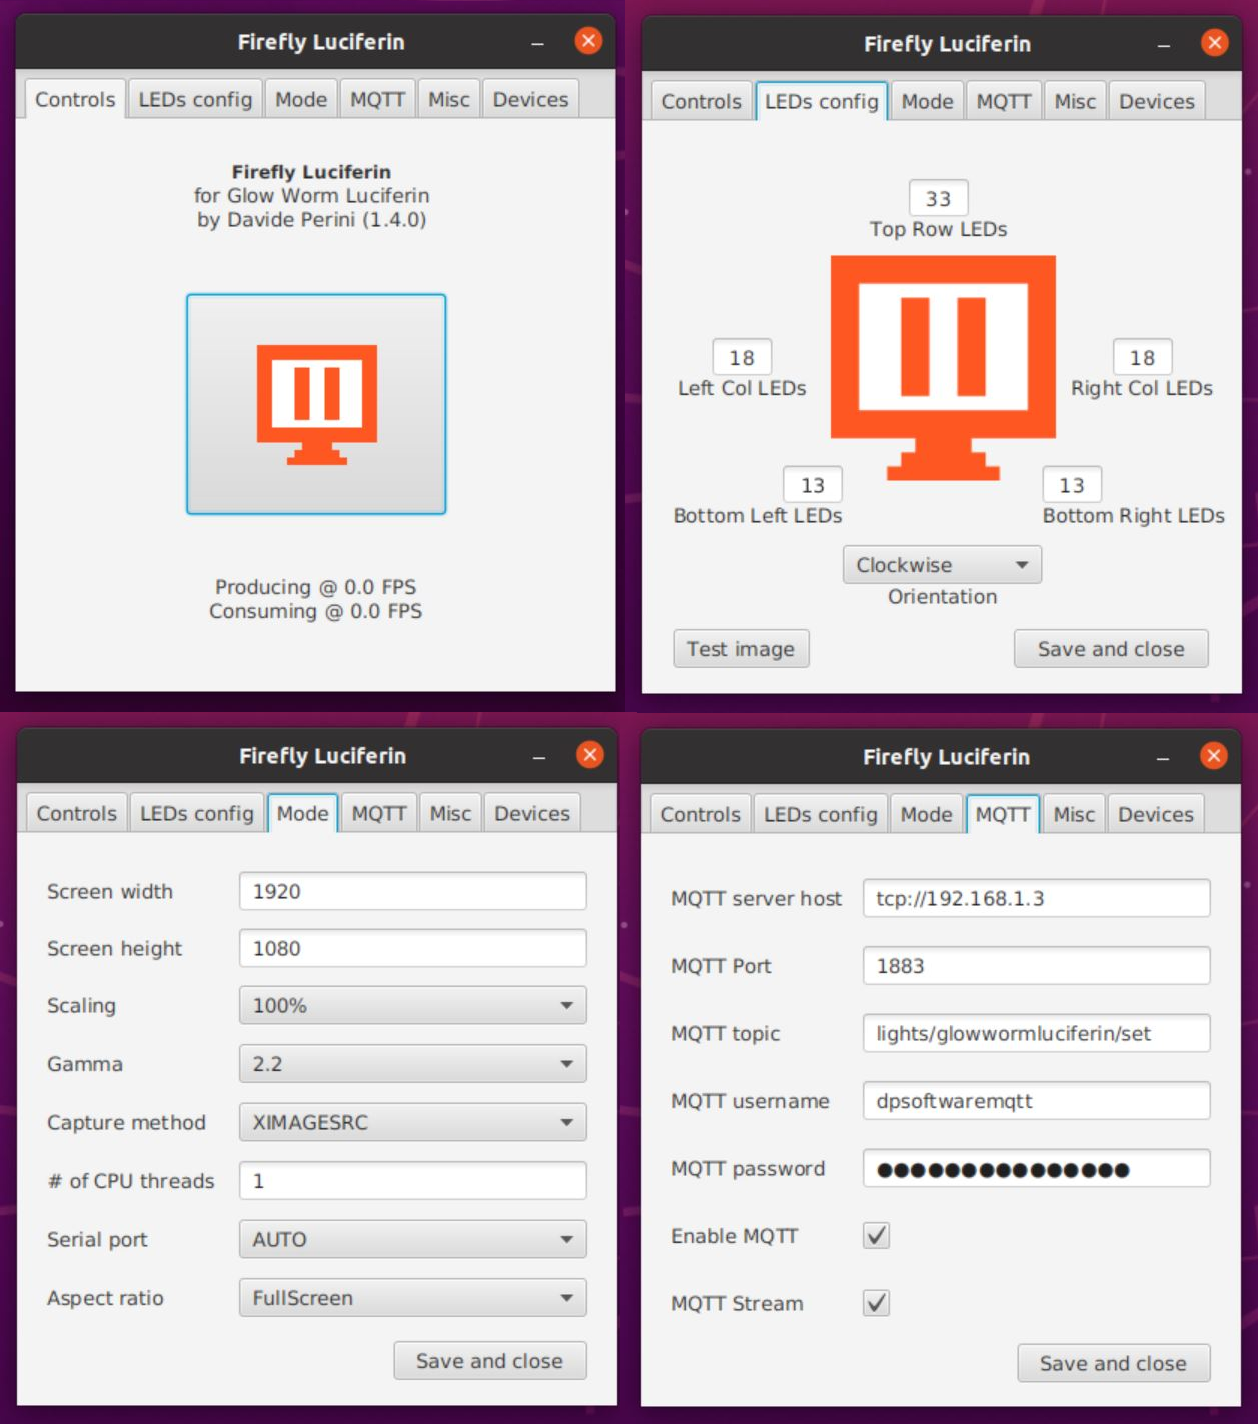 Firefly Luciferin
Controls LEDs config Mode MQTT Misc Devices
Firefly Luciferin
for Glow Worm Luciferin
by Davide Perini (1.4.0)
Producing @ 0.0 FPS
Consuming @ 0.0 FPS
Firefly Luciferin
Controls LEDs config Mode MQTT Misc Devices
33
Top Row LEDs
18 18
Left Col LEDs Right Col LEDs
13 13
Bottom Left LEDs Bottom Right LEDs
Clockwise
Orientation
Test image Save and close
Firefly Luciferin
Controls LEDs config Mode MQTT Misc Devices
Screen width 1920
Screen height 1080
Scaling 100%
Gamma 2.2
Capture method XIMAGESRC
# of CPU threads 1
Serial port AUTO
Aspect ratio FullScreen
Save and close
Firefly Luciferin
Controls LEDs config Mode MQTT Misc Devices
MQTT server host tcp://192.168.1.3
MQTT Port 1883
MQTT topic lights/glowwormluciferin/set
MQTT username dpsoftwaremqtt
MQTT password ●●●●●●●●●●●●●●●
Enable MQTT
MQTT Stream
Save and close